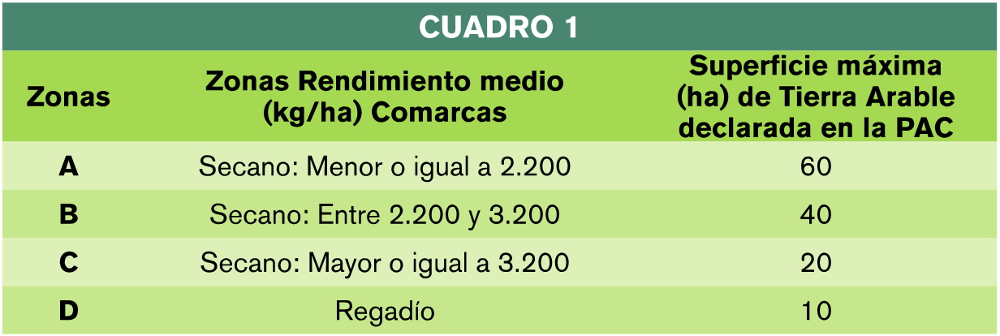 CUADRO 1
Zonas
Zonas Rendimiento medio
(kg/ha) Comarcas
Superficie máxima
(ha) de Tierra Arable
declarada en la PAC
A Secano: Menor o igual a 2.200 60
B Secano: Entre 2.200 y 3.200 40
C Secano: Mayor o igual a 3.200 20
D Regadío 10